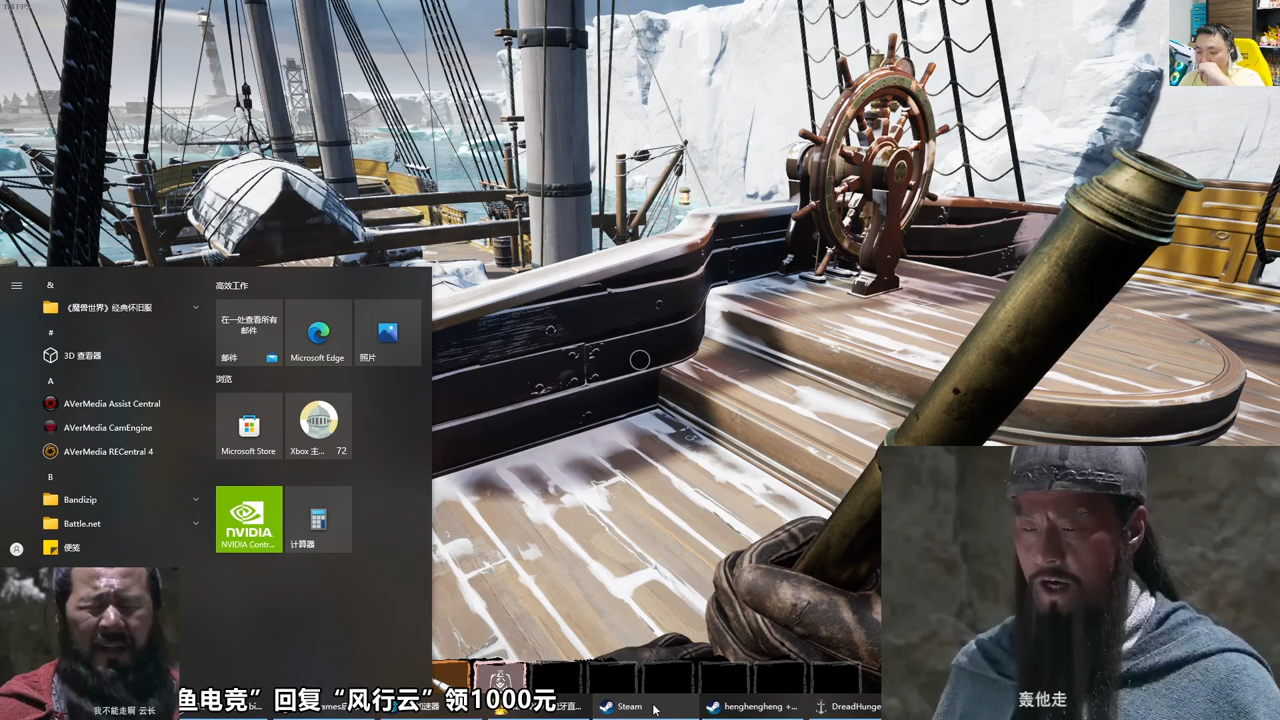 &
《魔兽世界》经典怀旧服
#
3D 查看器
A
AVerMedia Assist Central
AVerMedia CamEngine
AVerMedia RECentral 4
B
Bandizip
Battle.net
便笺
高效工作
在一处查看所有
邮件
邮件
Microsoft Edge
照片
浏览
Microsoft Store
Xbox 主...
72
NVIDIA
NVIDIA Contr...
计算器
我不能走啊 云长
轰他走
鱼电竞”回复“风行云”领1000元
Steam
henghengheng +...
DreadHunge